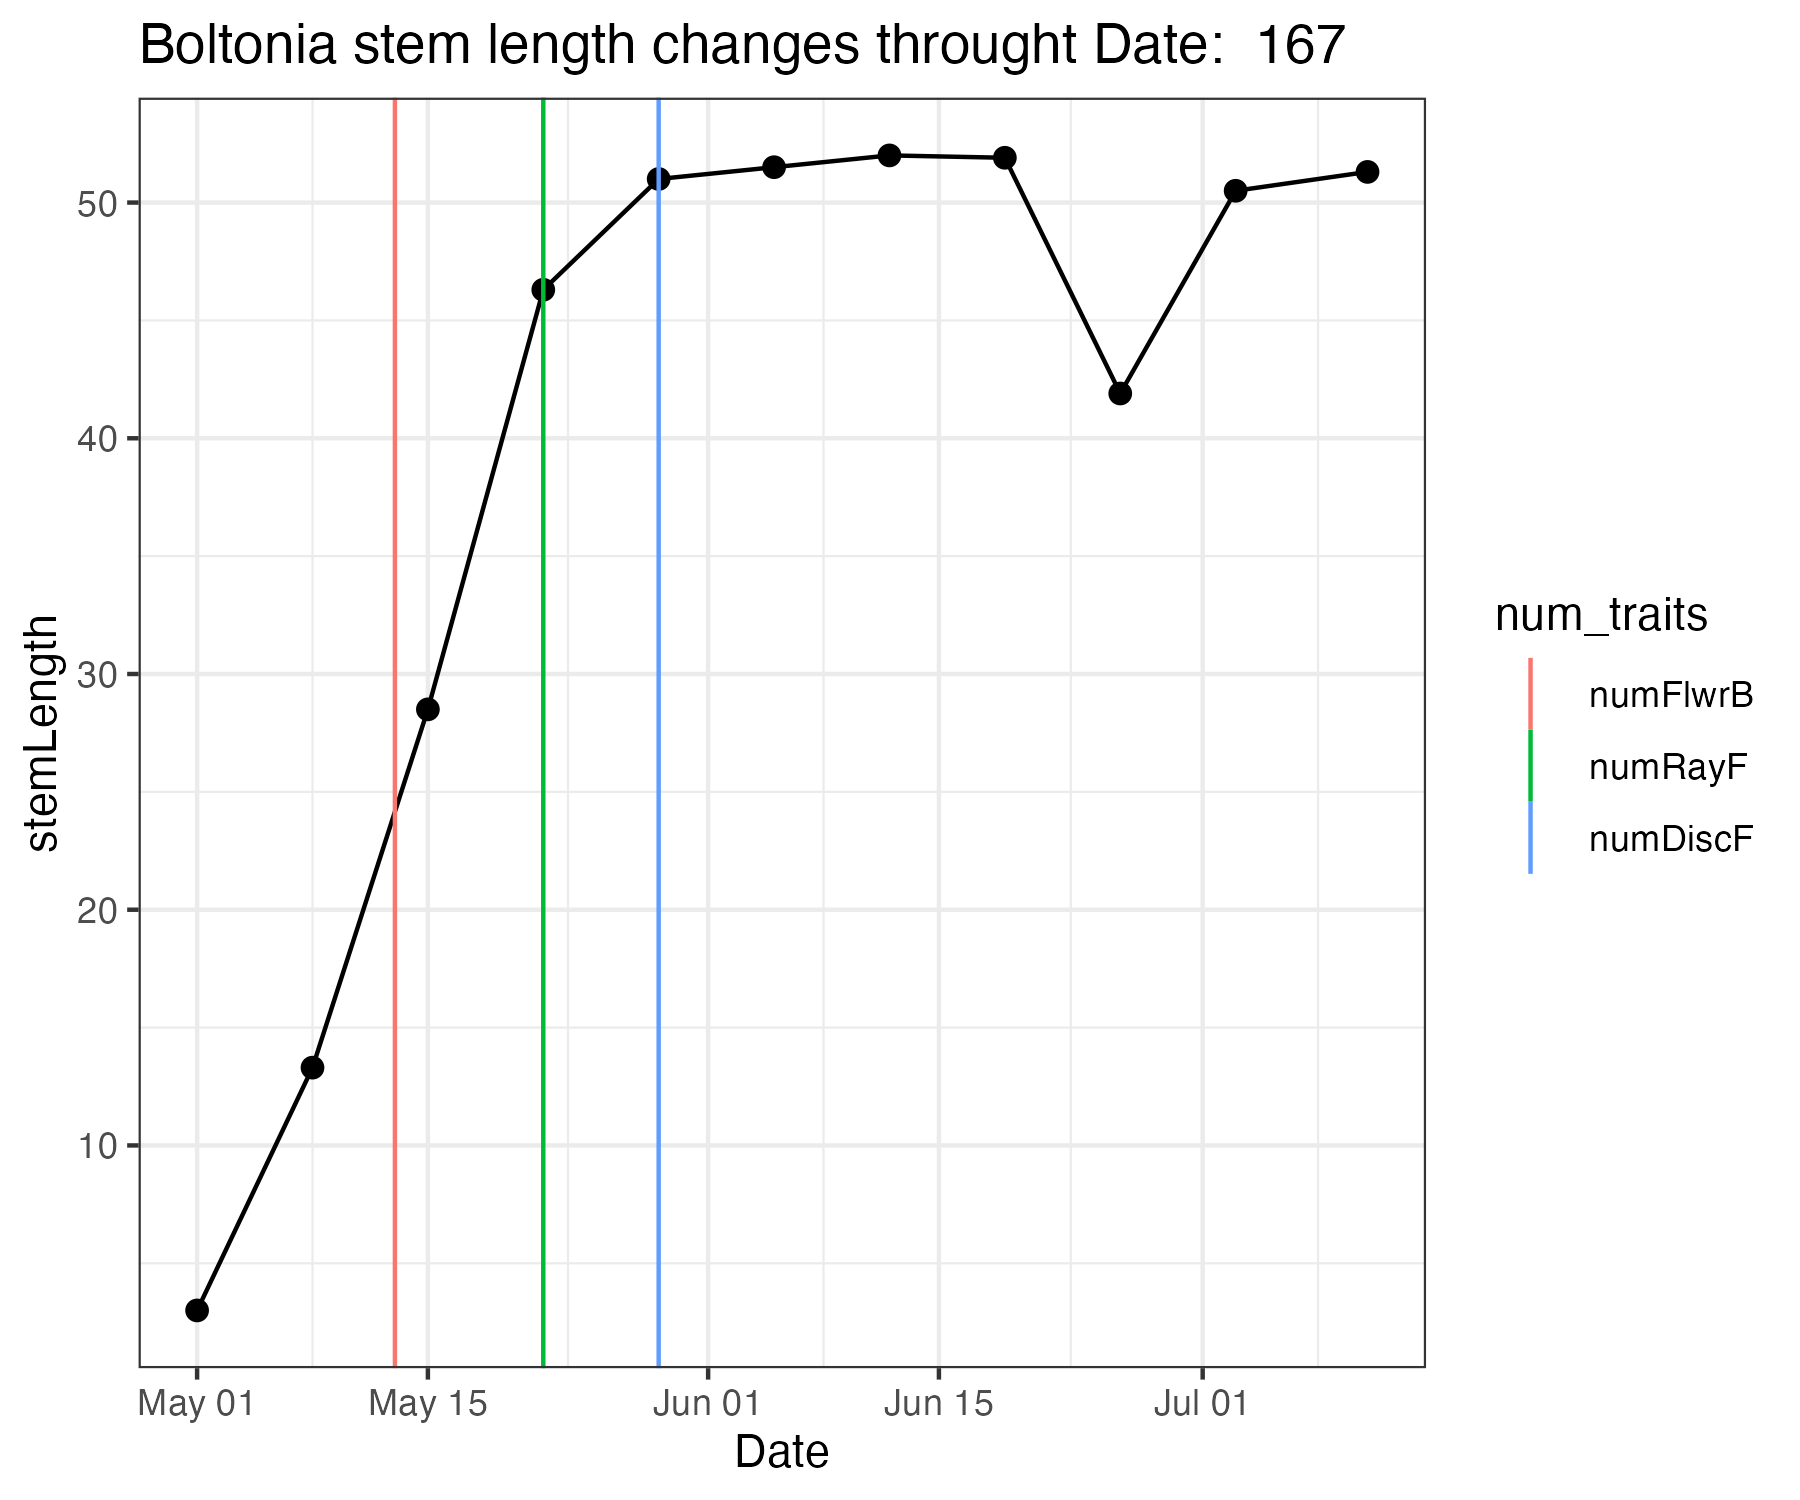 Boltonia stem length changes throught Date:  167
stemLength
50
40
30
20
10
May 01
May 15
Jun 01
Jun 15
Jul 01
Date
num_traits
numFlwrB
numRayF
numDiscF